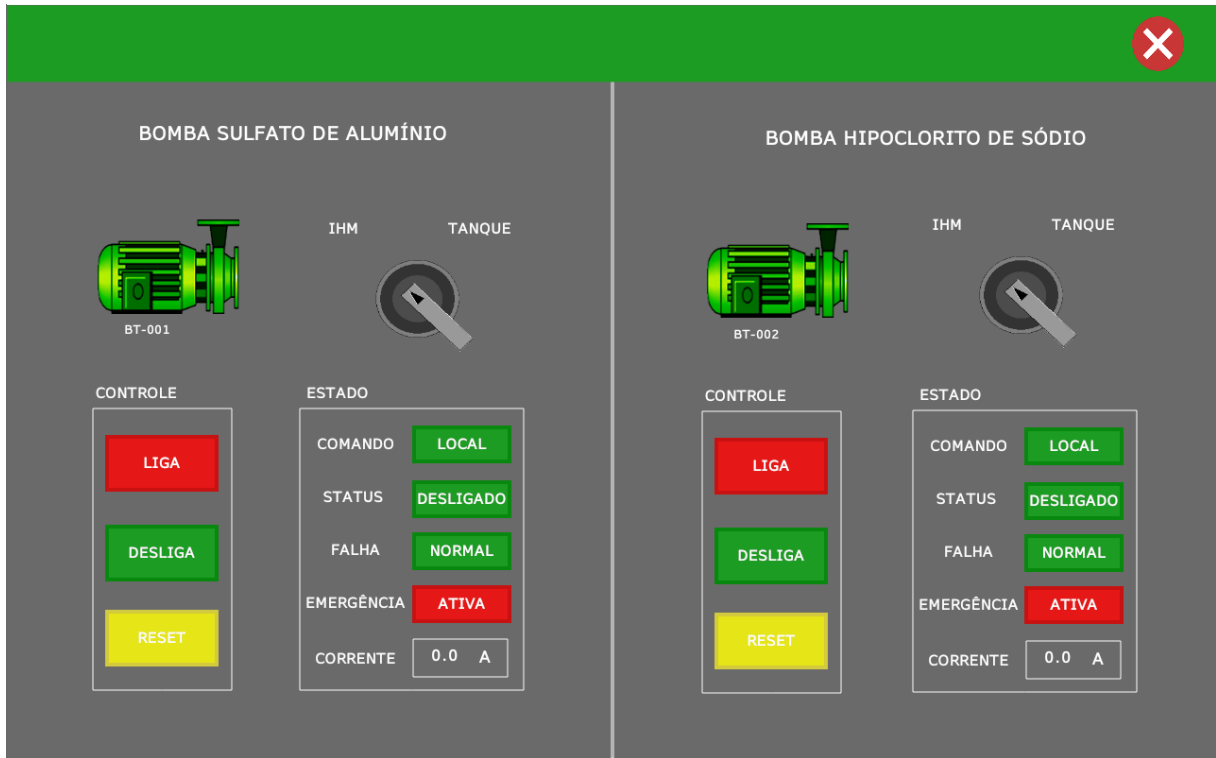 BOMBA SULFATO DE ALUMÍNIO
IHM TANQUE
BT-001
CONTROLE
LIGA
DESLIGA
RESET
ESTADO
COMANDO LOCAL
STATUS DESLIGADO
FALHA NORMAL
EMERGÊNCIA ATIVA
CORRENTE 0.0 A
BOMBA HIPOCLORITO DE SÓDIO
IHM TANQUE
BT-002
CONTROLE
LIGA
DESLIGA
RESET
ESTADO
COMANDO LOCAL
STATUS DESLIGADO
FALHA NORMAL
EMERGÊNCIA ATIVA
CORRENTE 0.0 A